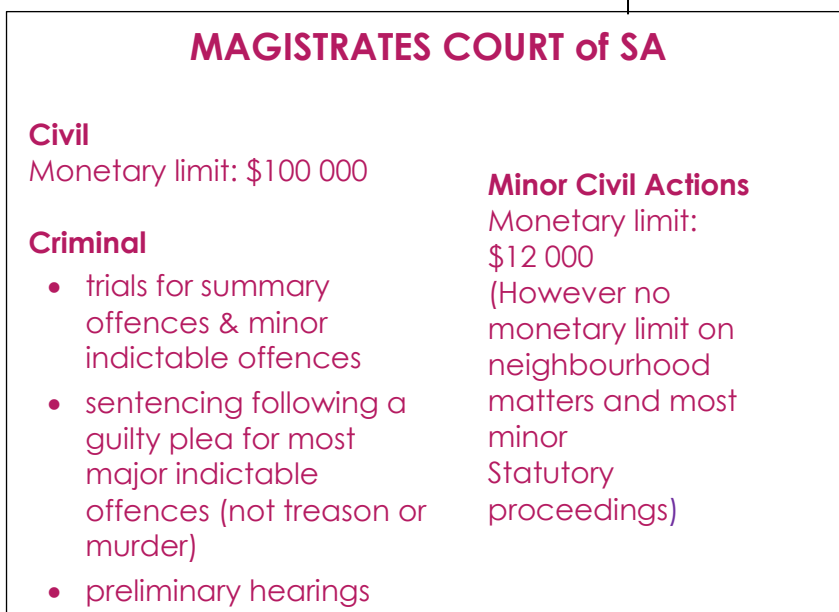 MAGISTRATES COURT of SA
Civil
Monetary limit: $100 000
Criminal
• trials for summary
offences & minor
indictable offences
• sentencing following a
guilty plea for most
major indictable
offences (not treason or
murder)
• preliminary hearings
Minor Civil Actions
Monetary limit:
$12 000
(However no
monetary limit on
neighbourhood
matters and most
minor
Statutory
proceedings)